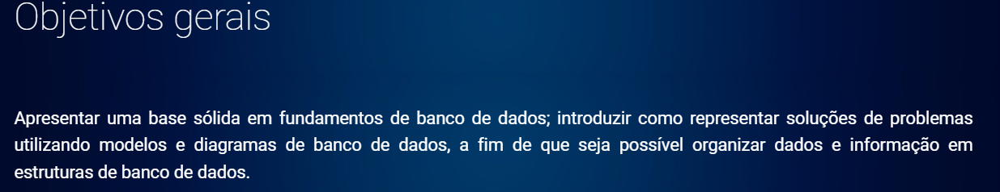 Objetivos gerais
Apresentar uma base sólida em fundamentos de banco de dados; introduzir como representar soluções de problemas
utilizando modelos e diagramas de banco de dados, a fim de que seja possível organizar dados e informação em
estruturas de banco de dados.